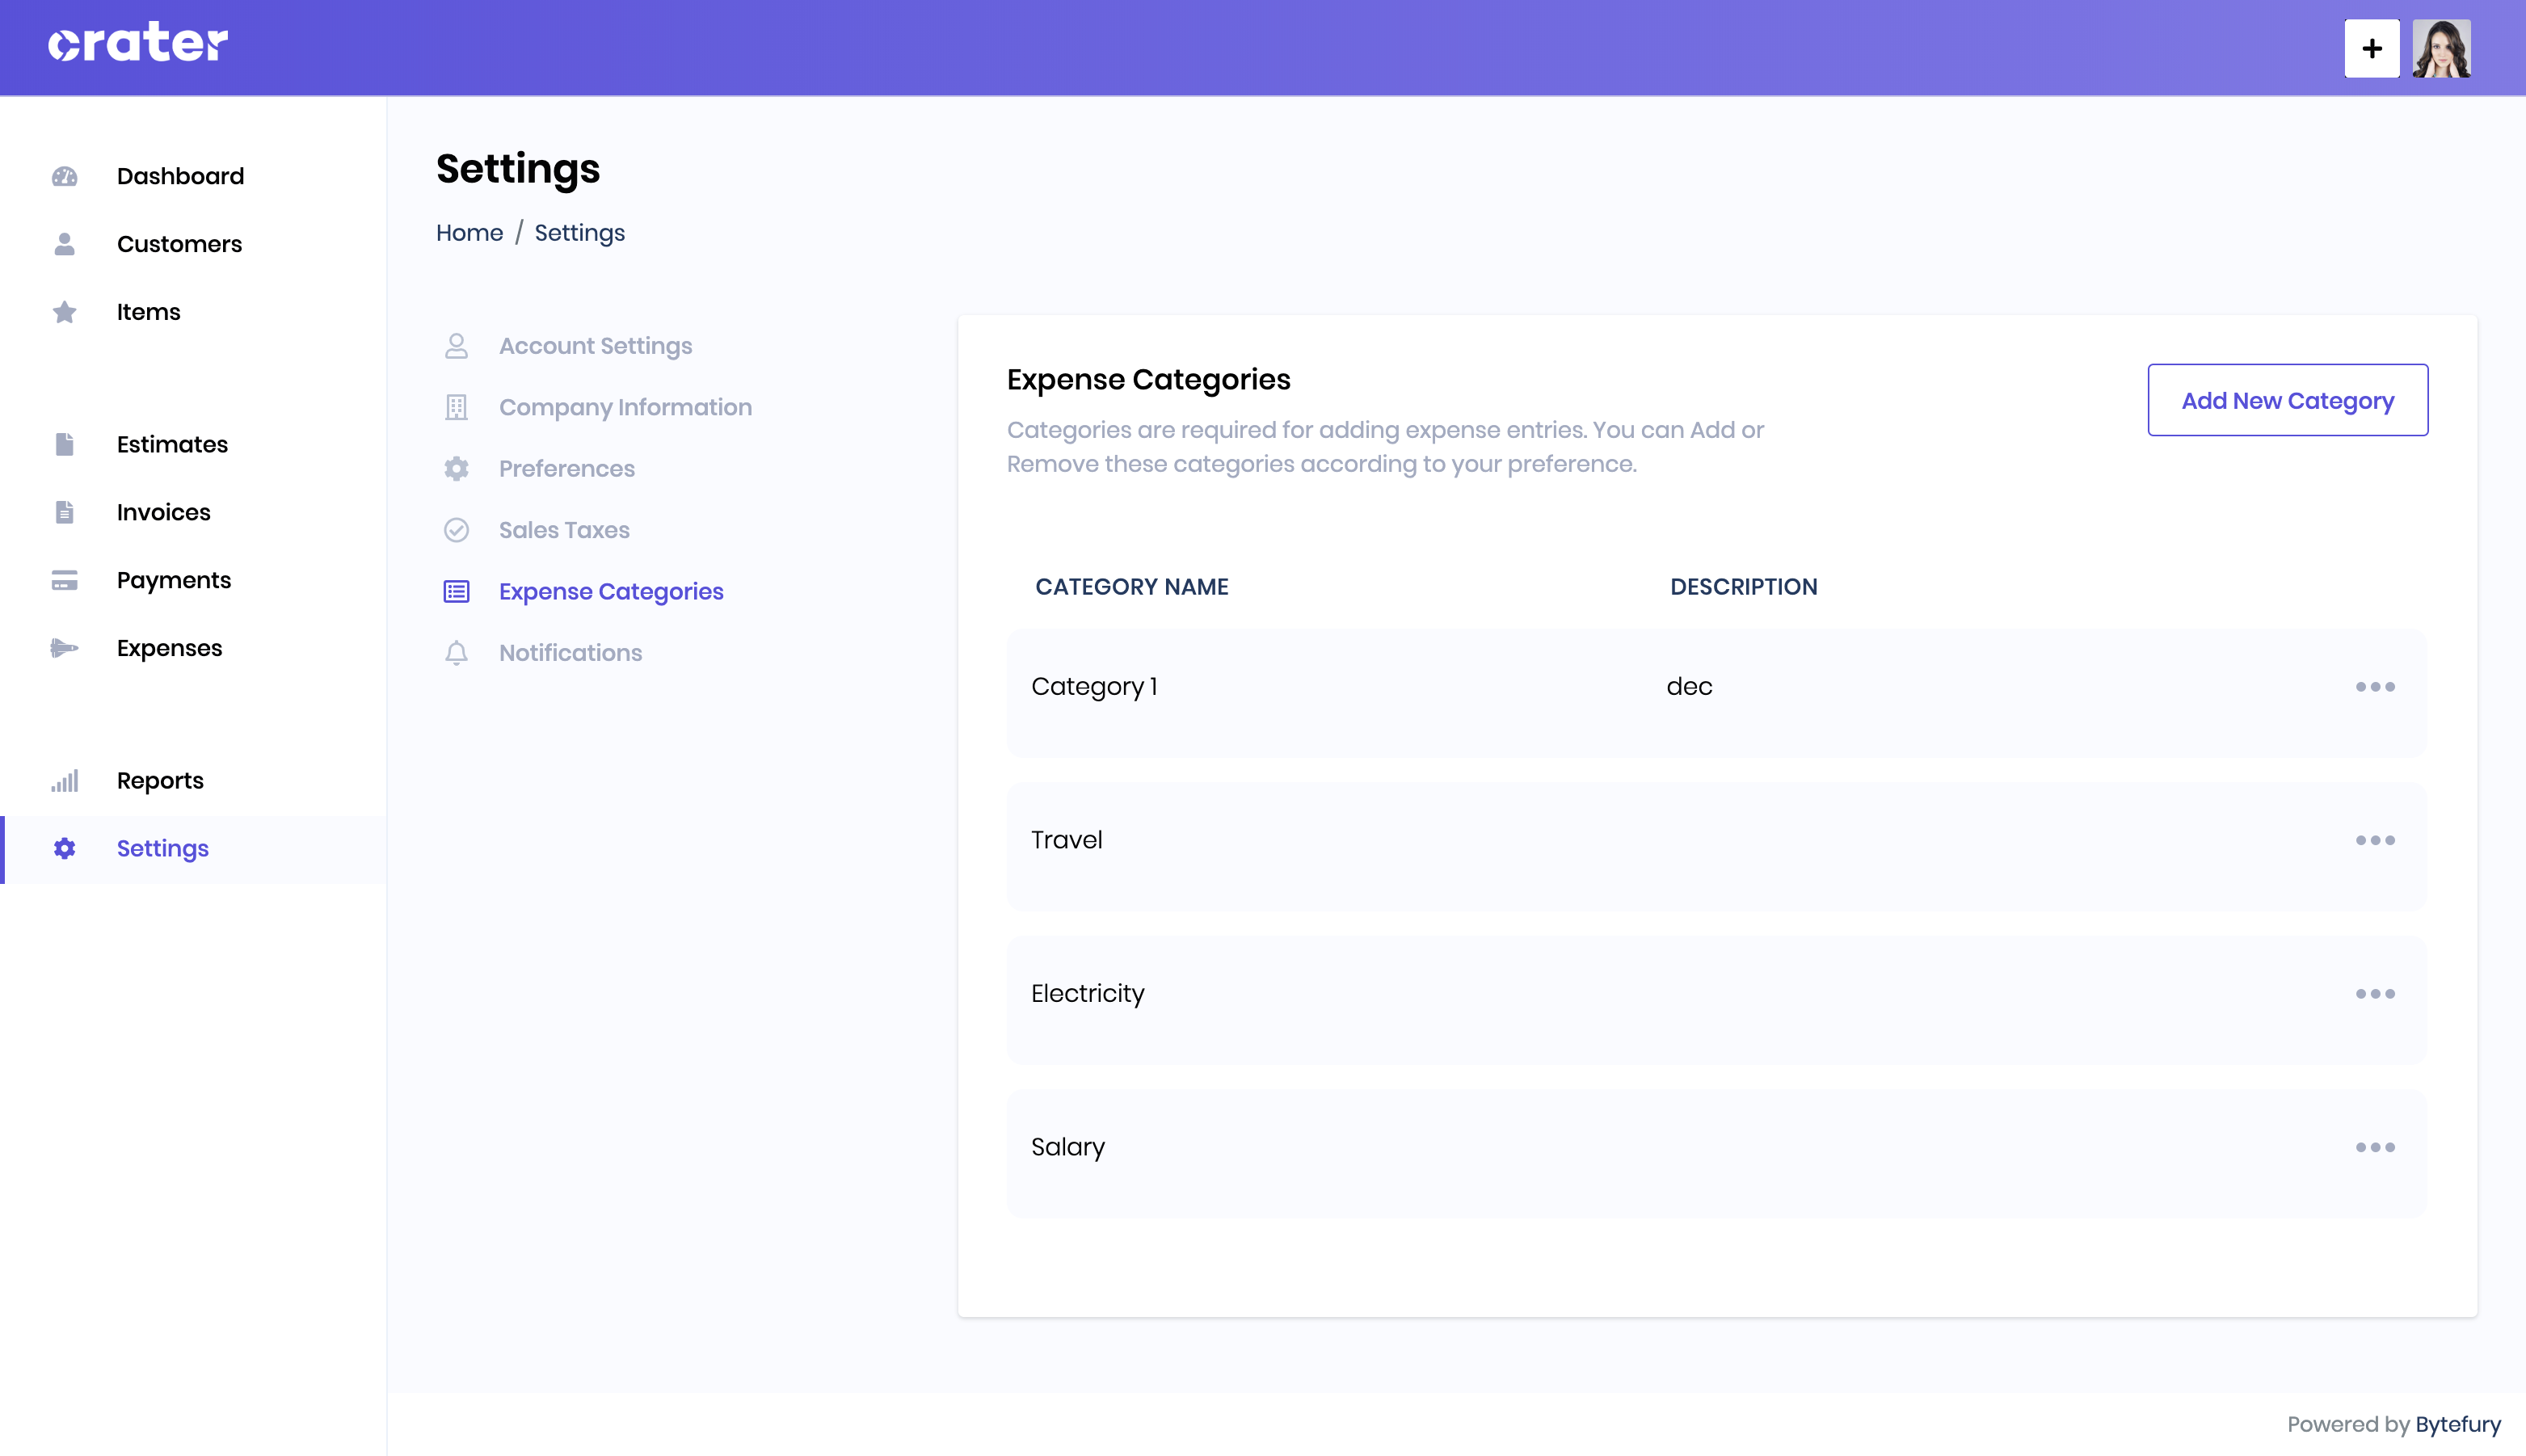 crater
Dashboard
Customers
Items
Estimates
Invoices
Payments
Expenses
Reports
Settings
Settings
Home / Settings
Account Settings
Company Information
Preferences
Sales Taxes
Expense Categories
Notifications
Expense Categories
Categories are required for adding expense entries. You can Add or
Remove these categories according to your preference.
Add New Category
CATEGORY NAME DESCRIPTION
Category 1 dec
Travel
Electricity
Salary
Powered by Bytefury